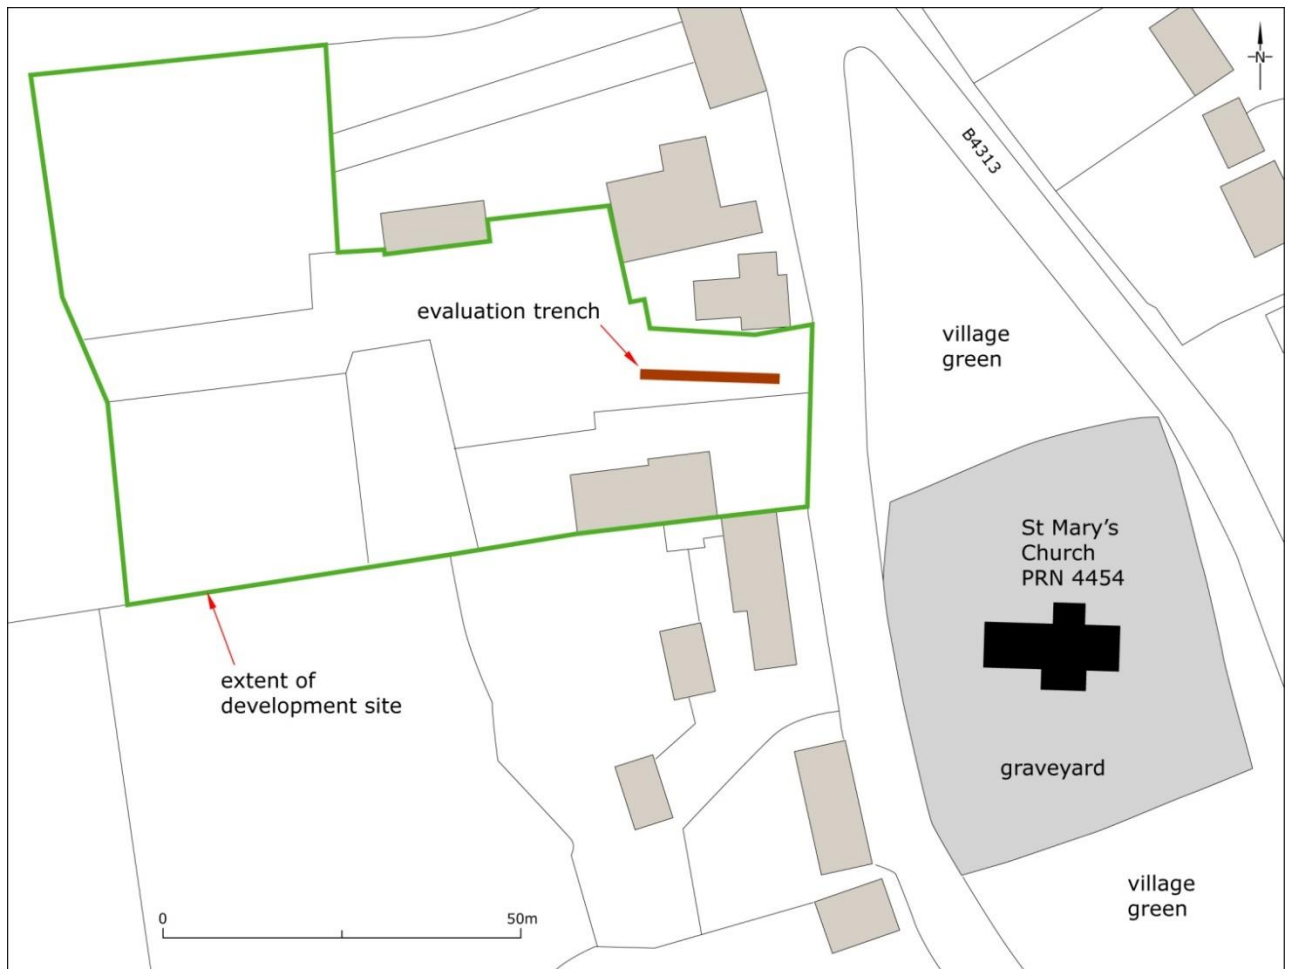 N
B4313
evaluation trench
village
green
St Mary's
Church
PRN 4454
extent of
development site
graveyard
village
green
0 50m